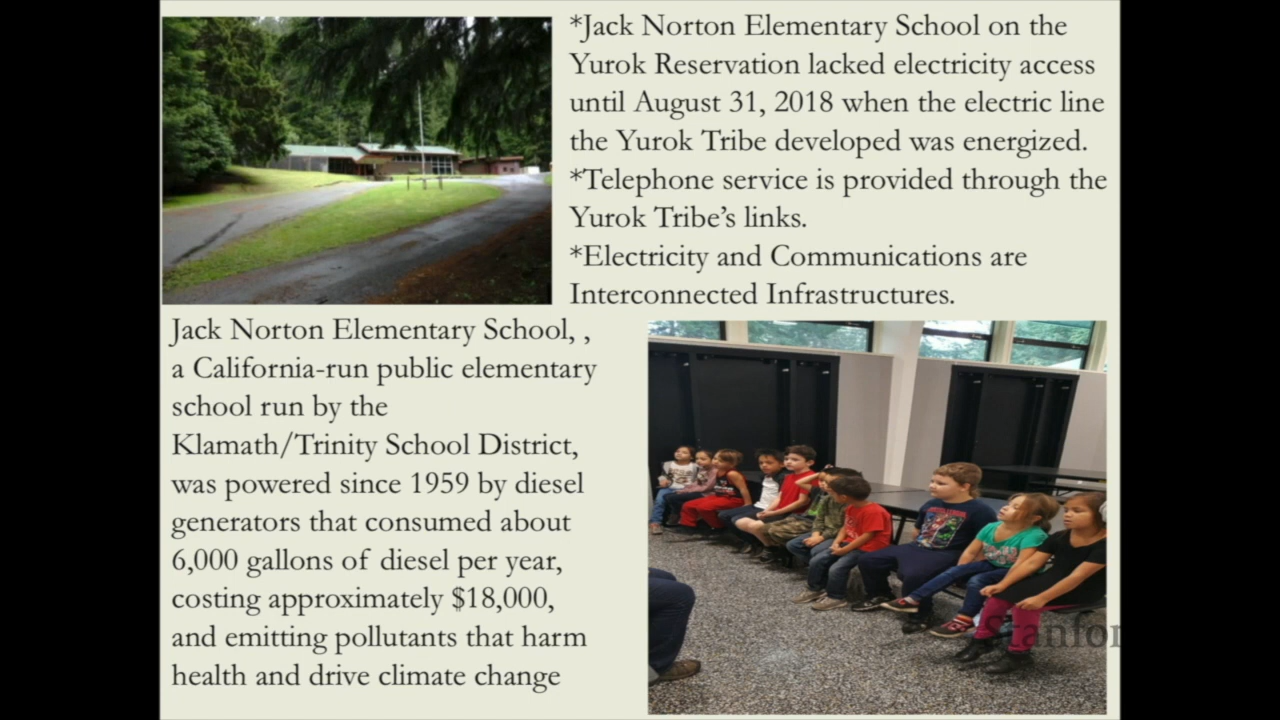 *Jack Norton Elementary School on the
Yurok Reservation lacked electricity access
until August 31, 2018 when the electric line
the Yurok Tribe developed was energized.
*Telephone service is provided through the
Yurok Tribe's links.
*Electricity and Communications are
Interconnected Infrastructures.
Jack Norton Elementary School, ,
a California-run public elementary
school run by the
Klamath/Trinity School District,
was powered since 1959 by diesel
generators that consumed about
6,000 gallons of diesel per year,
costing approximately $18,000,
and emitting pollutants that harm
health and drive climate change
Stanfor